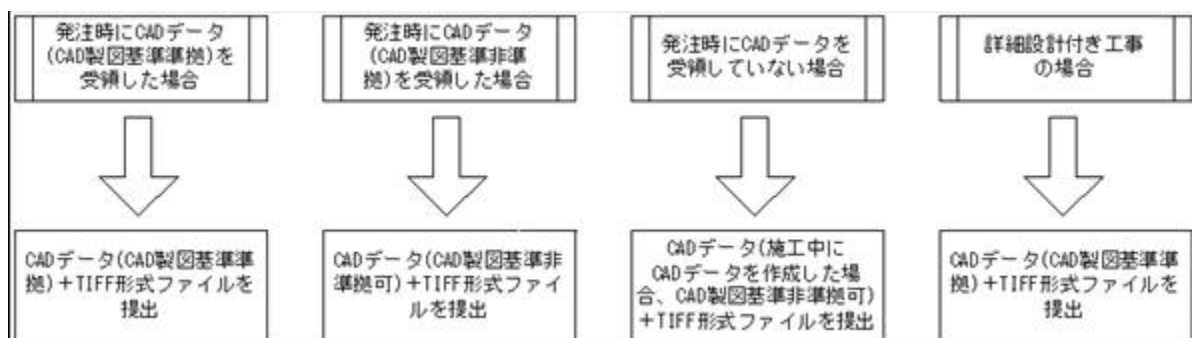 発注時にCADデータ
(CAD製図基準準拠)を
受領した場合
発注時にCADデータ
(CAD製図基準非準
拠)を受領した場合
発注時にCADデータを
受領していない場合
詳細設計付き工事
の場合
CADデータ(CAD製図基準準
拠)+TIFF形式ファイルを
提出
CADデータ(CAD製図基準非
準拠可)+TIFF形式ファイ
ルを提出
CADデータ(施工中に
CADデータを作成した場
合、CAD製図基準非準拠可)
+TIFF形式ファイルを提出
CADデータ(CAD製図基準準
拠)+TIFF形式ファイルを
提出